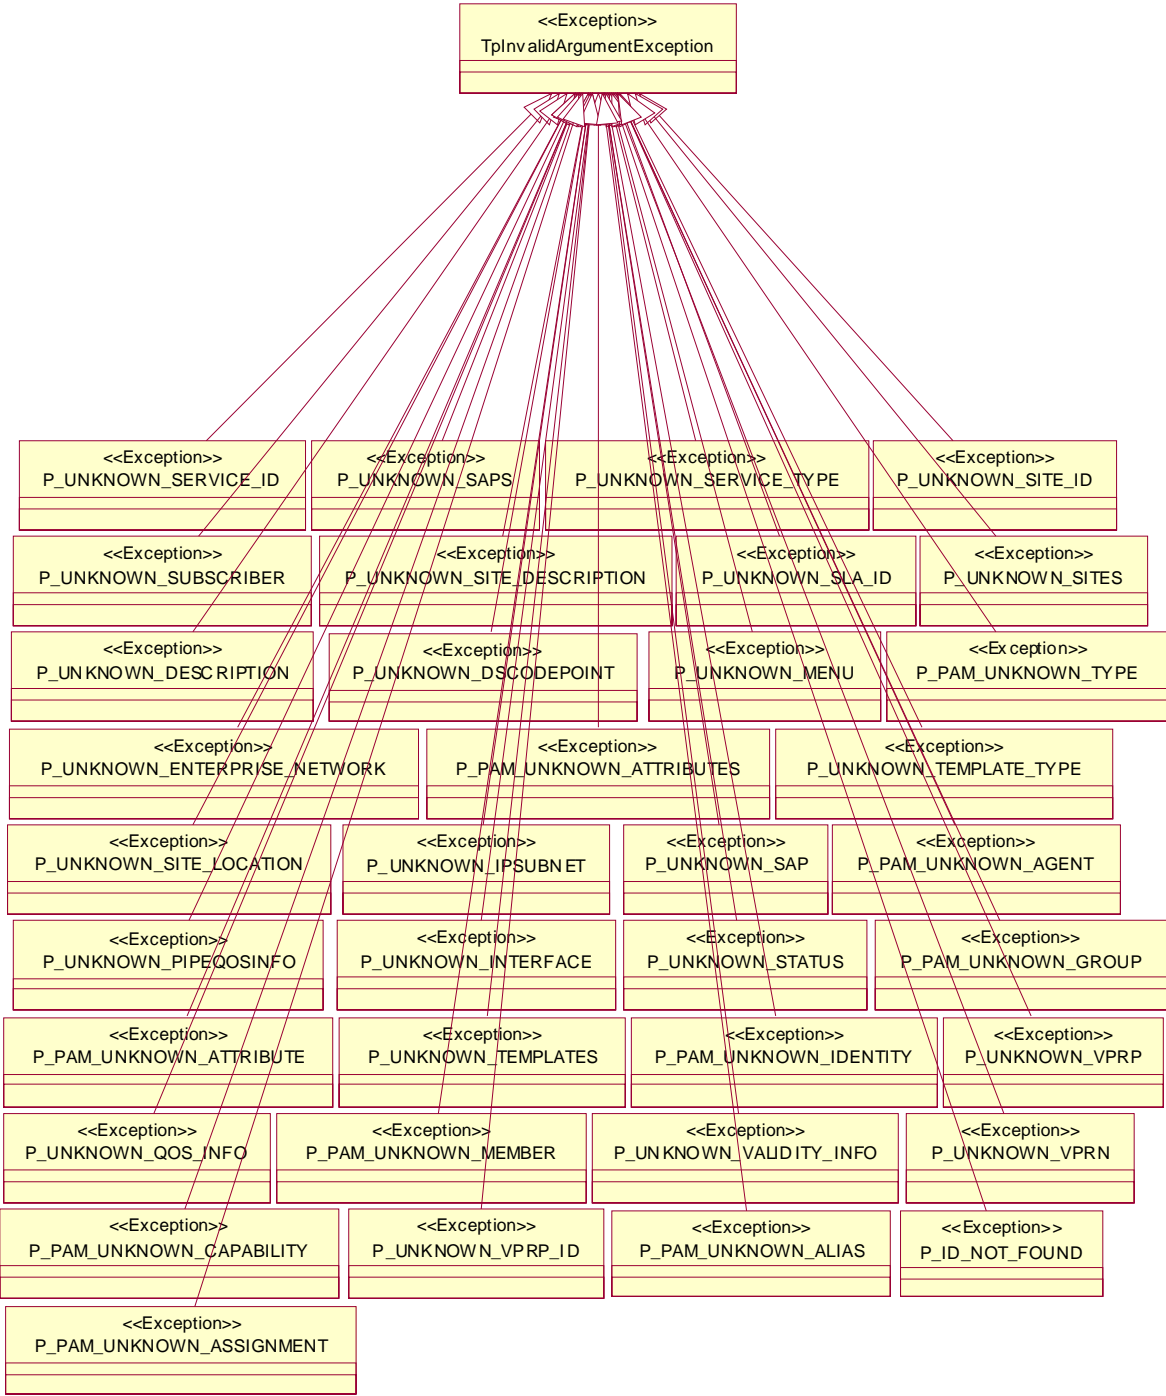 <<Exception>>
TpInvalidArgumentException
<<Exception>>
P_UNKNOWN_SERVICE_ID
<<Exception>>
P_UNKNOWN_SAPS
<<Exception>>
P_UNKNOWN_SERVICE_TYPE
<<Exception>>
P_UNKNOWN_SITE_ID
<<Exception>>
P_UNKNOWN_SUBSCRIBER
<<Exception>>
P_UNKNOWN_SITE_DESCRIPTION
<<Exception>>
P_UNKNOWN_SLA_ID
<<Exception>>
P_UNKNOWN_SITES
<<Exception>>
P_UNKNOWN_DESCRIPTION
<<Exception>>
P_UNKNOWN_DSCODEPOINT
<<Exception>>
P_UNKNOWN_MENU
<<Exception>>
P_PAM_UNKNOWN_TYPE
<<Exception>>
P_UNKNOWN_ENTERPRISE_NETWORK
<<Exception>>
P_PAM_UNKNOWN_ATTRIBUTES
<<Exception>>
P_UNKNOWN_TEMPLATE_TYPE
<<Exception>>
P_UNKNOWN_SITE_LOCATION
<<Exception>>
P_UNKNOWN_IPSUBNET
<<Exception>>
P_UNKNOWN_SAP
<<Exception>>
P_PAM_UNKNOWN_AGENT
<<Exception>>
P_UNKNOWN_PIPEQOSINFO
<<Exception>>
P_UNKNOWN_INTERFACE
<<Exception>>
P_UNKNOWN_STATUS
<<Exception>>
P_PAM_UNKNOWN_GROUP
<<Exception>>
P_PAM_UNKNOWN_ATTRIBUTE
<<Exception>>
P_UNKNOWN_TEMPLATES
<<Exception>>
P_PAM_UNKNOWN_IDENTITY
<<Exception>>
P_UNKNOWN_VPRP
<<Exception>>
P_UNKNOWN_QOS_INFO
<<Exception>>
P_PAM_UNKNOWN_MEMBER
<<Exception>>
P_UNKNOWN_VALIDITY_INFO
<<Exception>>
P_UNKNOWN_VPRN
<<Exception>>
P_PAM_UNKNOWN_CAPABILITY
<<Exception>>
P_UNKNOWN_VPRP_ID
<<Exception>>
P_PAM_UNKNOWN_ALIAS
<<Exception>>
P_ID_NOT_FOUND
<<Exception>>
P_PAM_UNKNOWN_ASSIGNMENT